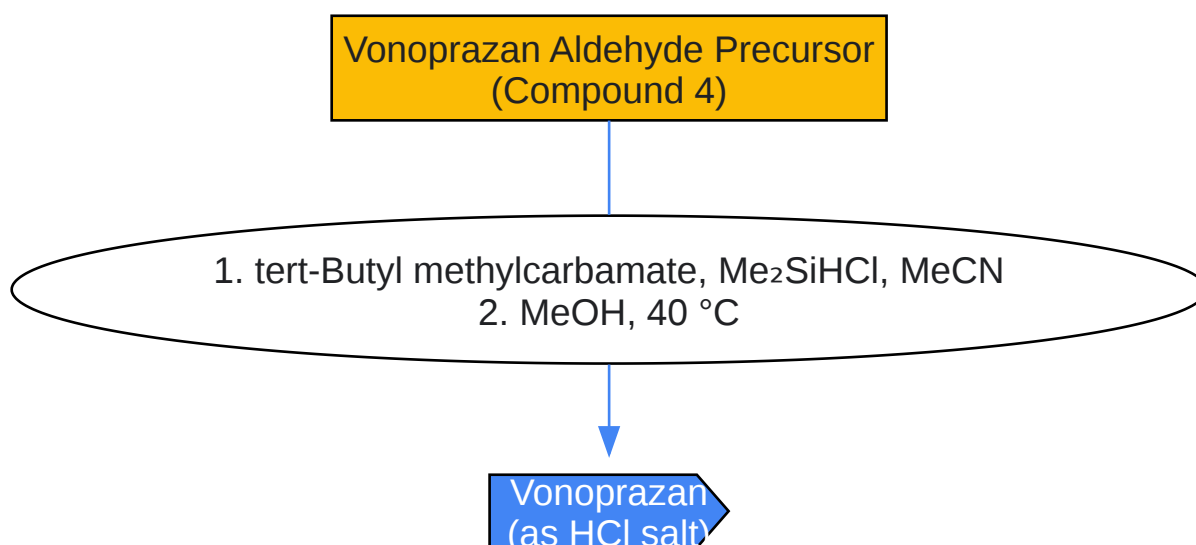 Vonoprazan Aldehyde Precursor
(Compound 4)
1. tert-Butyl methylcarbamate, Me₂SiHCl, MeCN
2. MeOH, 40 °C
Vonoprazan
(as HCl salt)